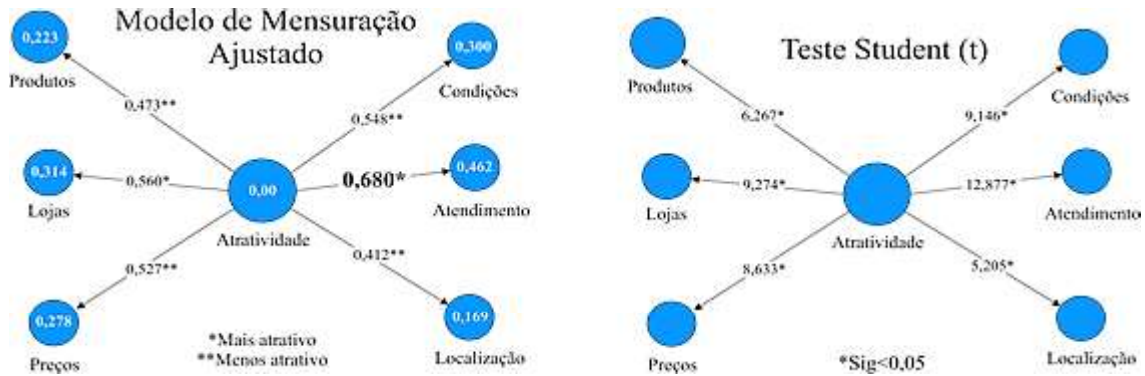 Modelo de Mensuração
Ajustado
0,223
Produtos
0,300
Condições
0,473**
0,548**
0,314
Lojas
0,560*
0,00
Atratividade
0,680*
0,462
Atendimento
0,527**
0,412**
0,278
Preços
0,169
Localização
*Mais atrativo
**Menos atrativo
Teste Student (t)
Produtos
Condições
6,267*
9,146*
Lojas
9,274*
Atratividade
12,877*
Atendimento
8,633*
5,205*
Preços
Localização
*Sig<0,05